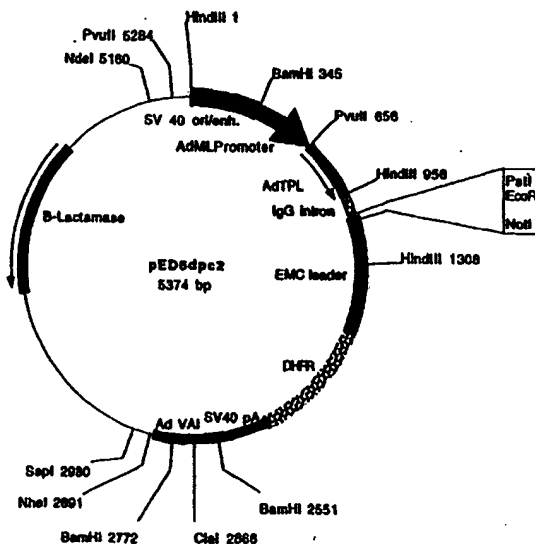 HindIII 1
PvuII 5284
NdeI 5160
BamHI 345
SV 40 ori/enh.
PvuII 656
AdMLPromoter
HindIII 956
AdTPL
IgG Intron
PstI
EcoRI
NotI
B-Lactamase
pED6dpc2
5374 bp
EMC leader
HindIII 1308
DHFR
SV40 pA
Ad VAI
SapI 2980
NheI 2891
BamHI 2551
BamHI 2772
ClaI 2866